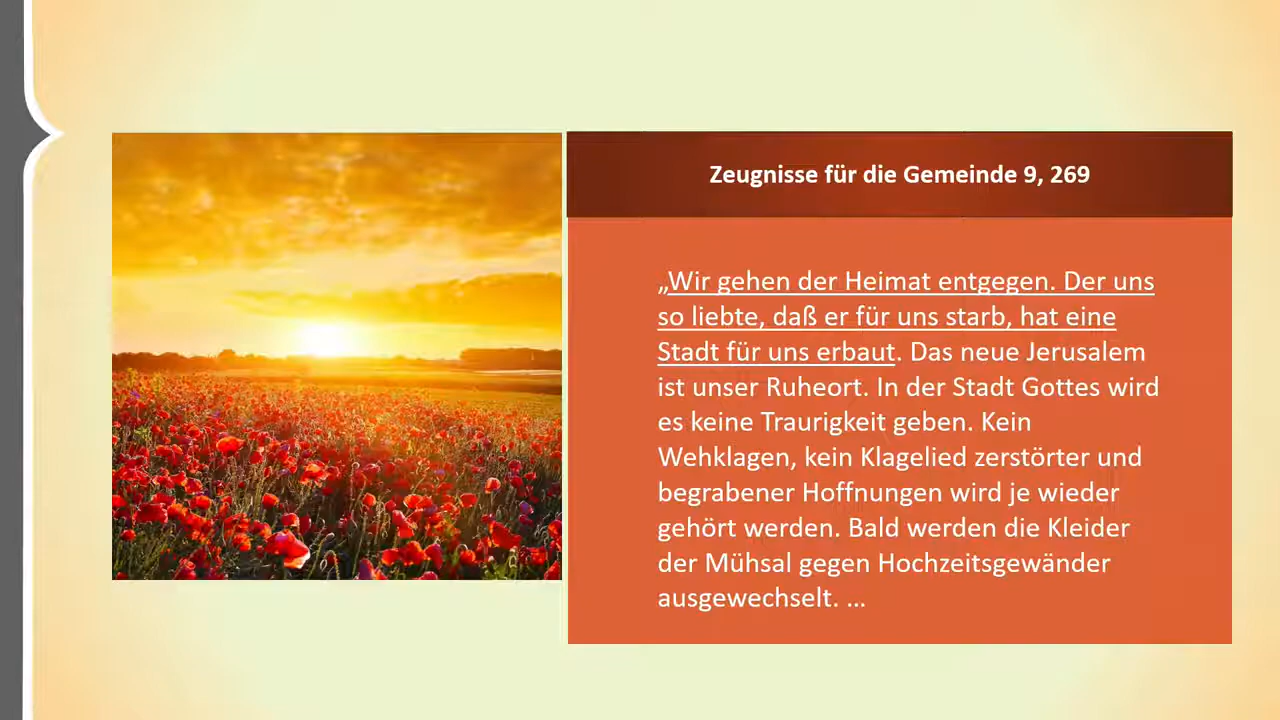 Zeugnisse für die Gemeinde 9, 269
„Wir gehen der Heimat entgegen. Der uns
so liebte, daß er für uns starb, hat eine
Stadt für uns erbaut. Das neue Jerusalem
ist unser Ruheort. In der Stadt Gottes wird
es keine Traurigkeit geben. Kein
Wehklagen, kein Klagelied zerstörter und
begrabener Hoffnungen wird je wieder
gehört werden. Bald werden die Kleider
der Mühsal gegen Hochzeitsgewänder
ausgewechselt. ...